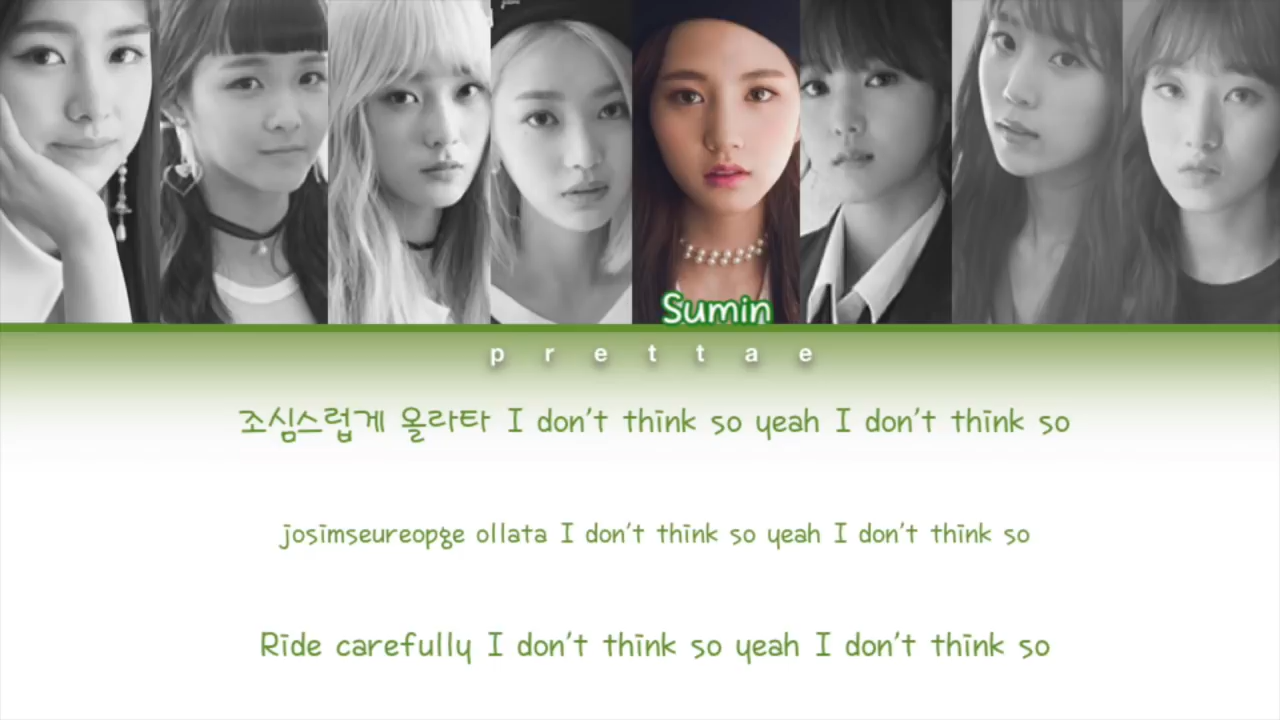 Sumin
prettae
조심스럽게 올라타 I don't think so yeah I don't think so
josimseureopge ollata I don't think so yeah I don't think so
Ride carefully I don't think so yeah I don't think so